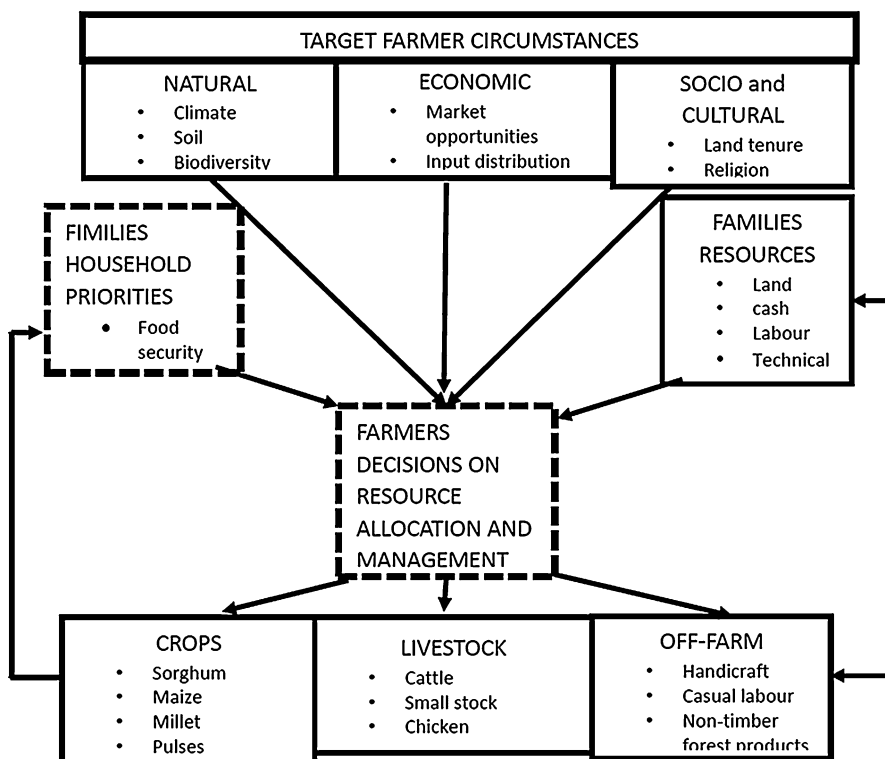 TARGET FARMER CIRCUMSTANCES
NATURAL
• Climate
• Soil
• Biodiversity
ECONOMIC
• Market
opportunities
• Input distribution
SOCIO and
CULTURAL
• Land tenure
• Religion
FIMILIES
HOUSEHOLD
PRIORITIES
• Food
security
FAMILIES
RESOURCES
• Land
• cash
• Labour
• Technical
FARMERS
DECISIONS ON
RESOURCE
ALLOCATION AND
MANAGEMENT
CROPS
• Sorghum
• Maize
• Millet
• Pulses
LIVESTOCK
• Cattle
• Small stock
• Chicken
OFF-FARM
• Handicraft
• Casual labour
• Non-timber
forest products